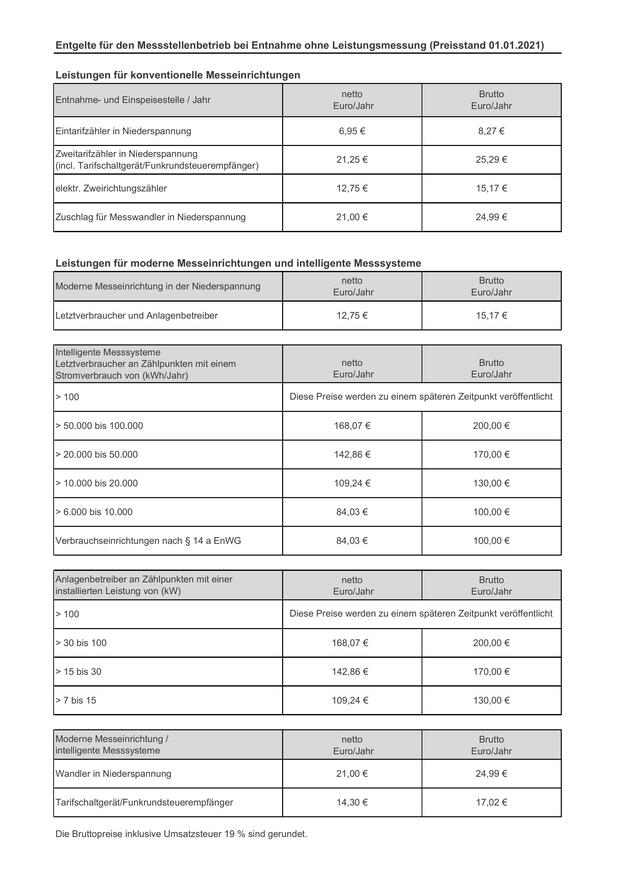 Entgelte für den Messstellenbetrieb bei Entnahme ohne Leistungsmessung (Preisstand 01.01.2021)
Leistungen für konventionelle Messeinrichtungen
Entnahme- und Einspeisestelle / Jahr netto Euro/Jahr Brutto Euro/Jahr
Eintarifzähler in Niederspannung 6,95 € 8,27 €
Zweitarifzähler in Niederspannung
(incl. Tarifschaltgerät/Funkrundsteuerempfänger) 21,25 € 25,29 €
elektr. Zweirichtungszähler 12,75 € 15,17 €
Zuschlag für Messwandler in Niederspannung 21,00 € 24,99 €
Leistungen für moderne Messeinrichtungen und intelligente Messsysteme
Moderne Messeinrichtung in der Niederspannung netto Euro/Jahr Brutto Euro/Jahr
Letztverbraucher und Anlagenbetreiber 12,75 € 15,17 €
Intelligente Messsysteme
Letztverbraucher an Zählpunkten mit einem netto Brutto
Stromverbrauch von (kWh/Jahr) Euro/Jahr Euro/Jahr
> 100 Diese Preise werden zu einem späteren Zeitpunkt veröffentlicht
> 50.000 bis 100.000 168,07 € 200,00 €
> 20.000 bis 50.000 142,86 € 170,00 €
> 10.000 bis 20.000 109,24 € 130,00 €
> 6.000 bis 10.000 84,03 € 100,00 €
Verbrauchseinrichtungen nach § 14 a EnWG 84,03 € 100,00 €
Anlagenbetreiber an Zählpunkten mit einer netto Brutto
installierten Leistung von (kW) Euro/Jahr Euro/Jahr
> 100 Diese Preise werden zu einem späteren Zeitpunkt veröffentlicht
> 30 bis 100 168,07 € 200,00 €
> 15 bis 30 142,86 € 170,00 €
> 7 bis 15 109,24 € 130,00 €
Moderne Messeinrichtung / netto Brutto
intelligente Messsysteme Euro/Jahr Euro/Jahr
Wandler in Niederspannung 21,00 € 24,99 €
Tarifschaltgerät/Funkrundsteuerempfänger 14,30 € 17,02 €
Die Bruttopreise inklusive Umsatzsteuer 19 % sind gerundet.